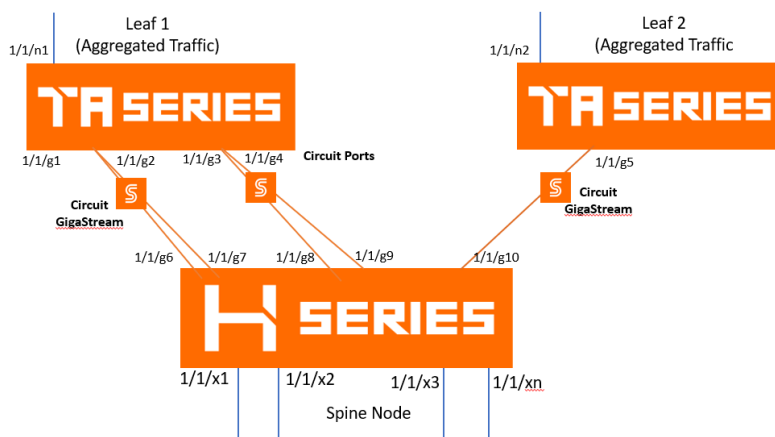 Leaf 1
(Aggregated Traffic)
Leaf 2
(Aggregated Traffic
1/1/n1
1/1/n2
TA SERIES
TA SERIES
1/1/g1
1/1/g2
1/1/g3
1/1/g4
Circuit Ports
1/1/g5
S
S
S
Circuit
GigaStream
Circuit
GigaStream
1/1/g6
1/1/g7
1/1/g8
1/1/g9
1/1/g10
H SERIES
1/1/x1
1/1/x2
1/1/x3
1/1/xn
Spine Node